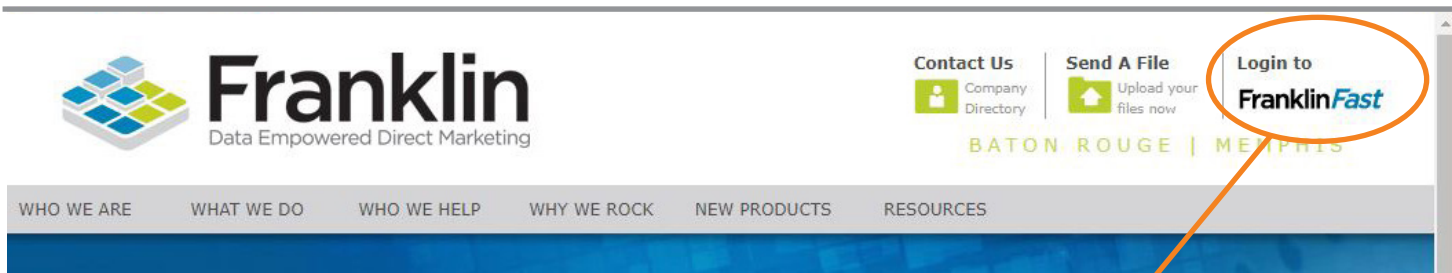 Franklin
Data Empowered Direct Marketing
Contact Us
Company
Directory
Send A File
Upload your
files now
Login to
FranklinFast
BATON ROUGE | MEMPHIS
WHO WE ARE WHAT WE DO WHO WE HELP WHY WE ROCK NEW PRODUCTS RESOURCES